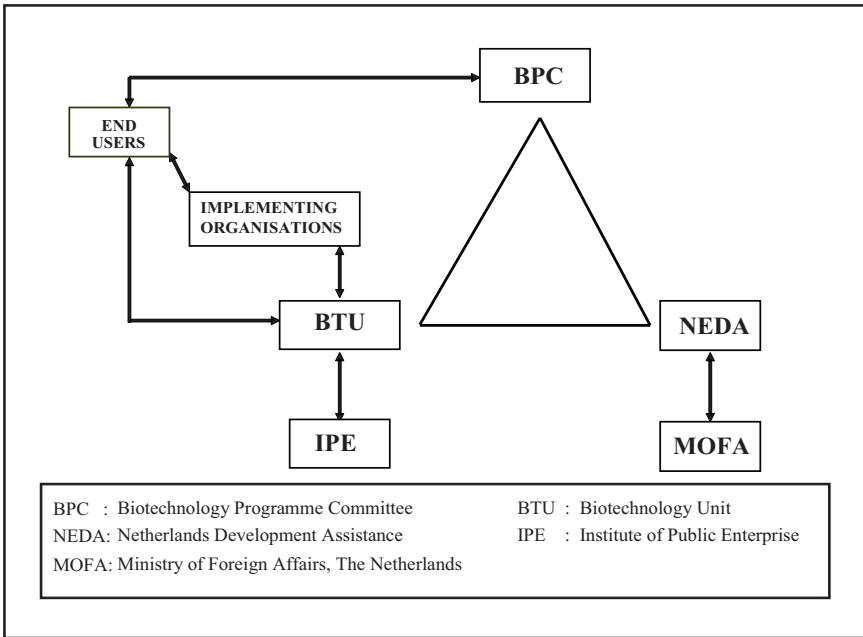 BPC
END
USERS
IMPLEMENTING
ORGANISATIONS
BTU
NEDA
IPE
MOFA
BPC : Biotechnology Programme Committee
BTU : Biotechnology Unit
NEDA: Netherlands Development Assistance
IPE : Institute of Public Enterprise
MOFA: Ministry of Foreign Affairs, The Netherlands